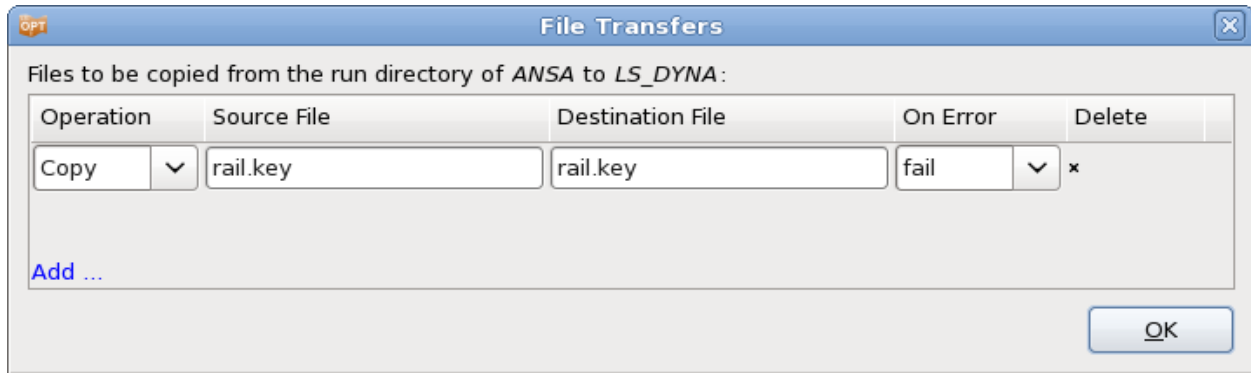 OPT
File Transfers
Files to be copied from the run directory of ANSA to LS_DYNA:
Operation Source File Destination File On Error Delete
Copy rail.key rail.key fail ×
Add ...
OK